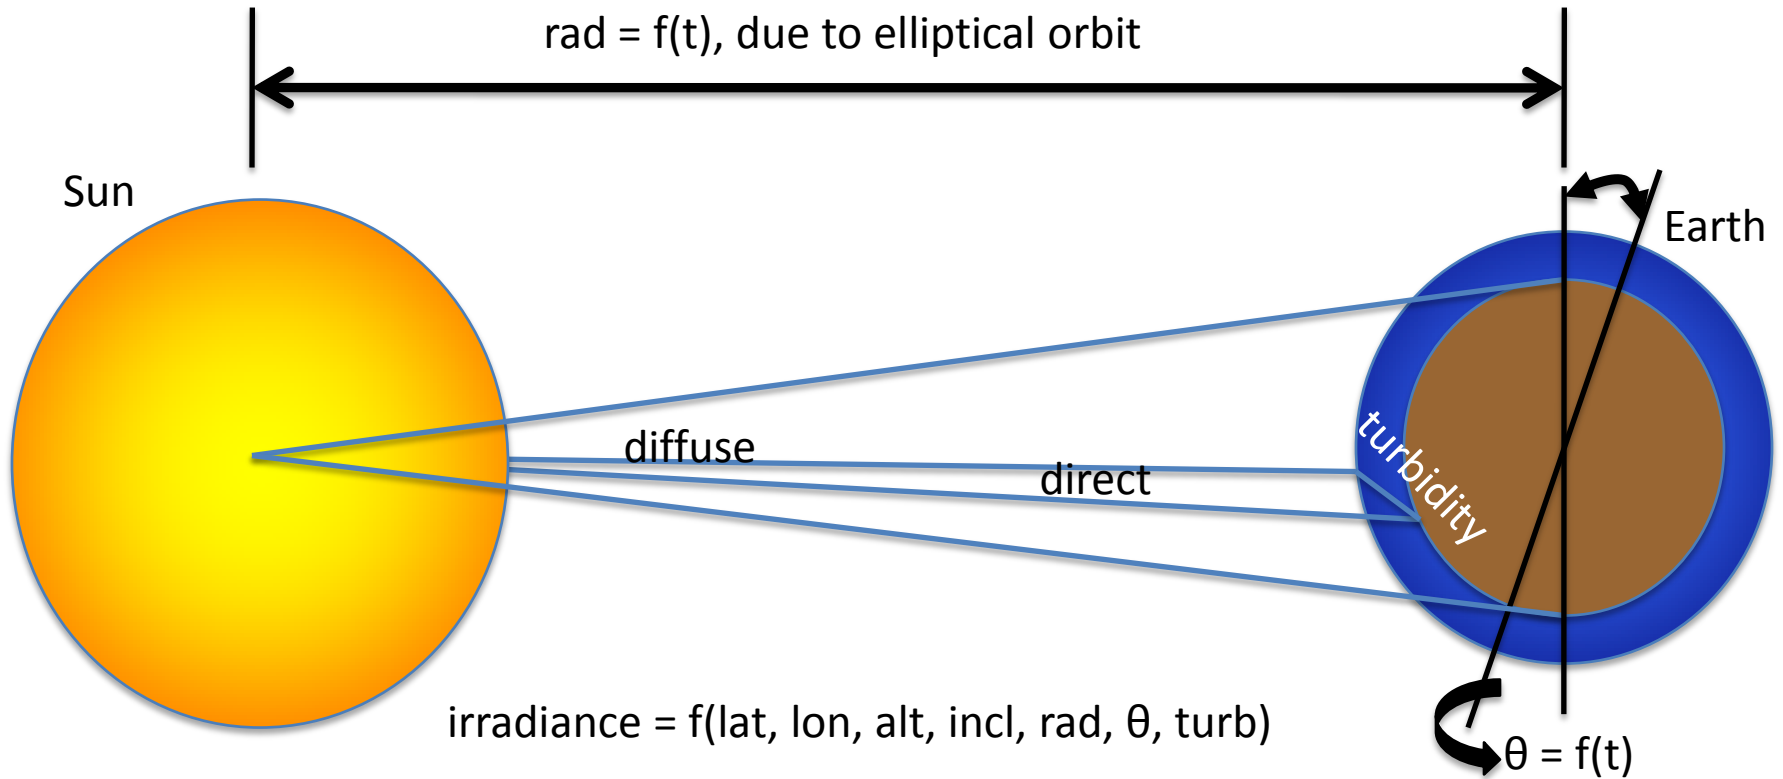 rad = f(t), due to elliptical orbit
Sun
Earth
diffuse
direct
turbidity
irradiance = f(lat, lon, alt, incl, rad, θ, turb)
θ = f(t)